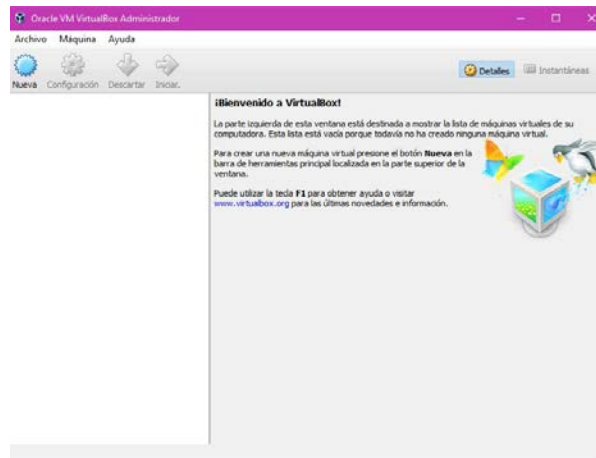 Oracle VM VirtualBox Administrador
Archivo Máquina Ayuda
Nueva Configuración Descartar Iniciar.
Detalles Instantáneas
¡Bienvenido a VirtualBox!
La parte izquierda de esta ventana está destinada a mostrar la lista de máquinas virtuales de su
computadora. Esta lista está vacía porque todavía no ha creado ninguna máquina virtual.
Para crear una nueva máquina virtual presione el botón Nueva en la
barra de herramientas principal localizada en la parte superior de la
ventana.
Puede utilizar la tecla F1 para obtener ayuda o visitar
www.virtualbox.org para las últimas novedades e información.